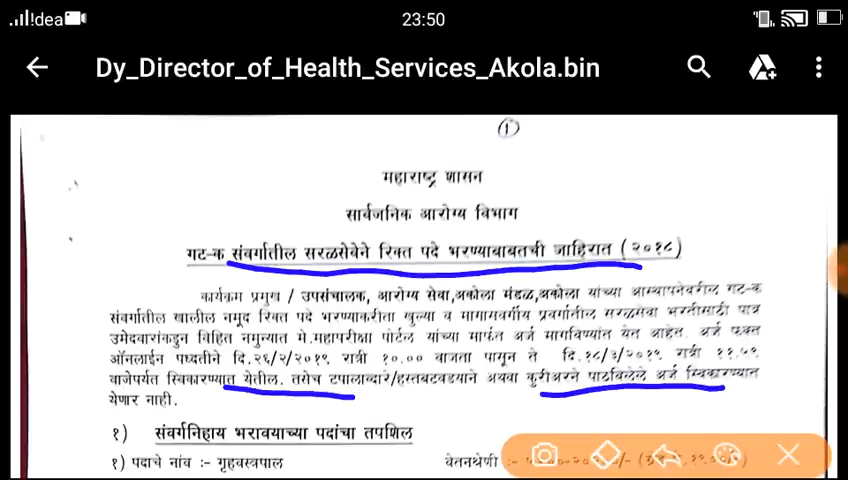 Idea
23:50
Dy_Director_of_Health_Services_Akola.bin
१
महाराष्ट्र शासन
सार्वजनिक आरोग्य विभाग
गट-क संवर्गातील सरळसेवेने रिक्त पदे भरण्याबाबतची जाहिरात (२०१८)
कार्यक्रम प्रमुख / उपसंचालक, आरोग्य सेवा,अकोला मंडळ,अकोला यांच्या आस्थापनेवरील गट-क
संवर्गातील खालील नमूद रिक्त पदे भरण्याकरीता खुल्या व मागासवर्गीय प्रवर्गातील सरळसेवा भरतीसाठी पात्र
उमेदवारांकडुन विहित नमुन्यात मे.महापरीक्षा पोर्टल यांच्या मार्फत अर्ज मागविण्यांत येत आहेत. अर्ज फक्त
ऑनलाईन पध्दतीने दि.२६/२/२०१९ रात्री १०.०० वाजता पासून ते दि.१८/३/२०१९ रात्री ११.५९
वाजेपर्यत स्विकारण्यात येतील. तसेच टपालाव्दारे/हस्तबटवडयाने अथवा कुरीअरने पाठविलेले अर्ज स्विकारण्यात
येणार नाही.
१) संवर्गनिहाय भरावयाच्या पदांचा तपशिल
१) पदाचे नांव :- गृहवस्त्रपाल वेतनश्रेणी :-